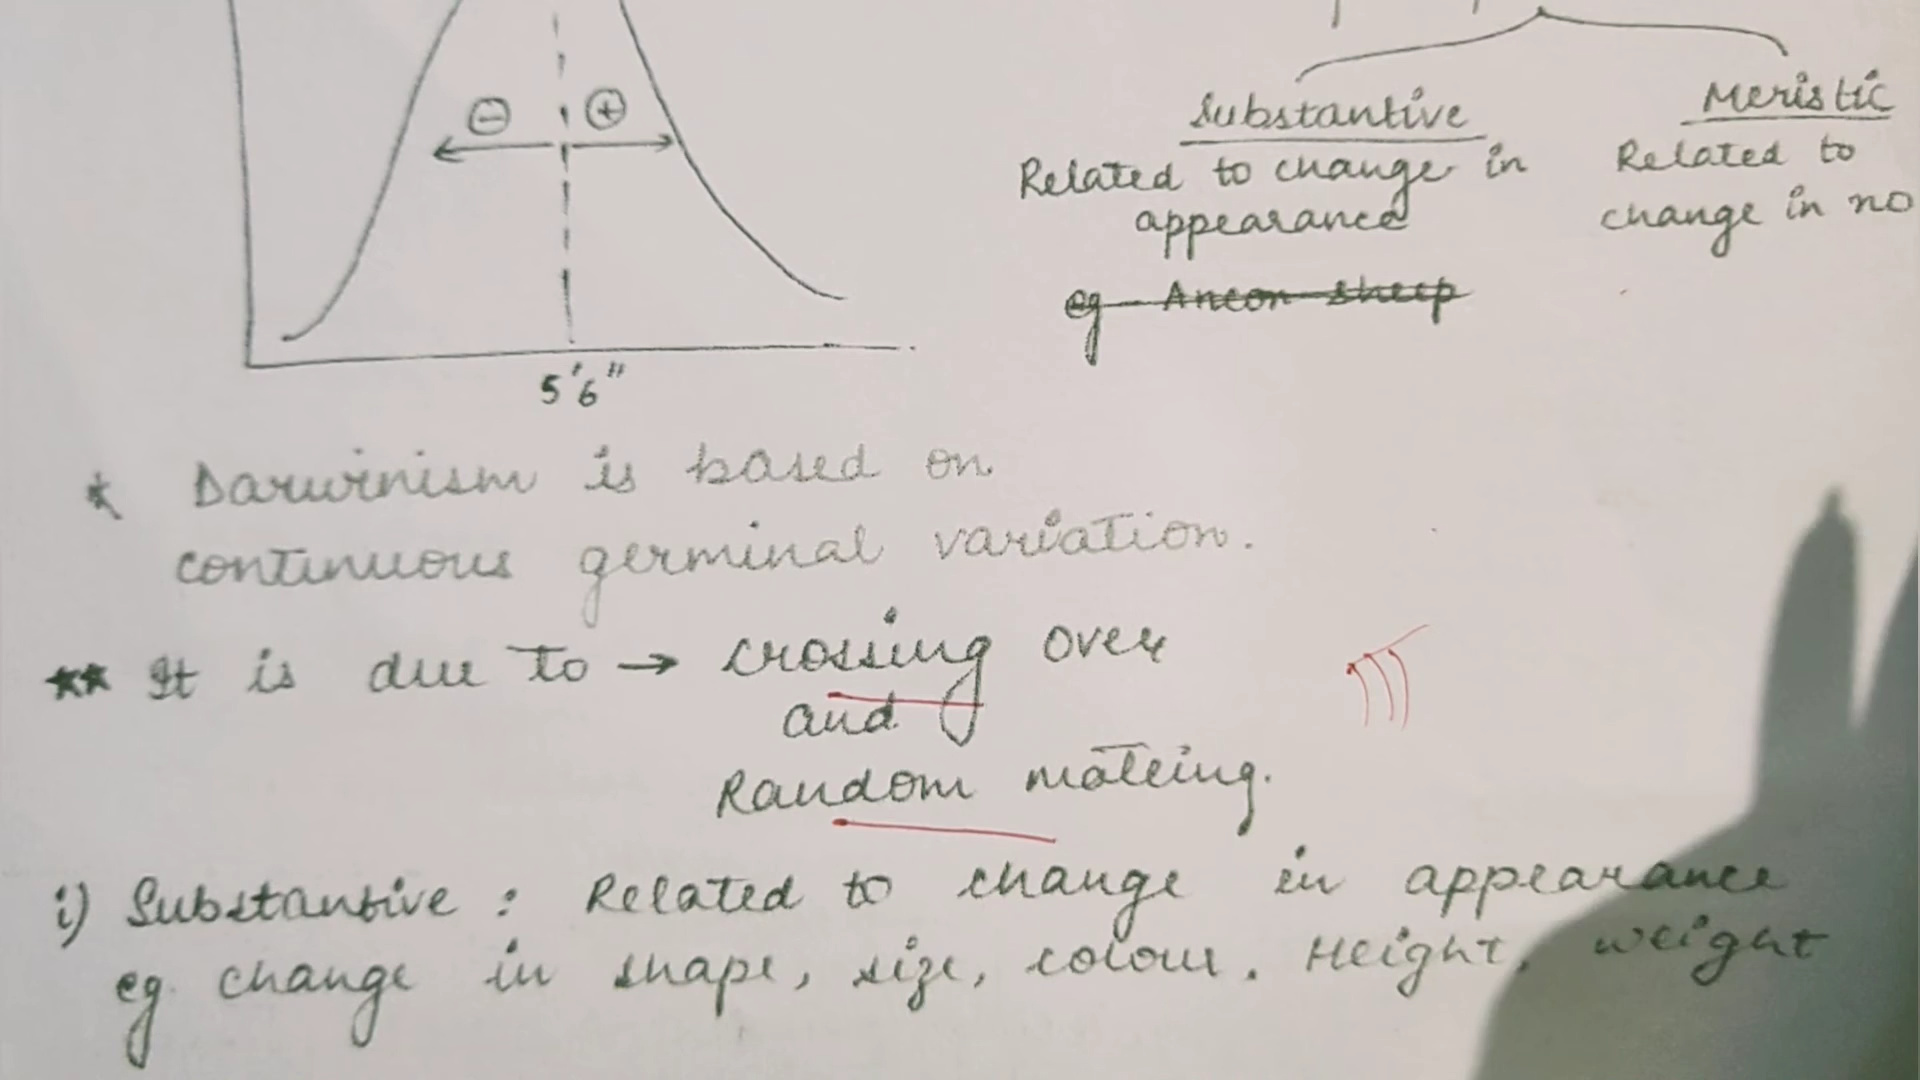 ⊖ ⊕
5'6"
Substantive
Related to change in
appearance
eg Ancon sheep
Meristic
Related to
change in no
* Darwinism is based on
continuous germinal variation.
** It is due to → crossing over
and
Random mateing.
i) Substantive : Related to change in appearance
eg. change in shape, size, colour. Height, weight